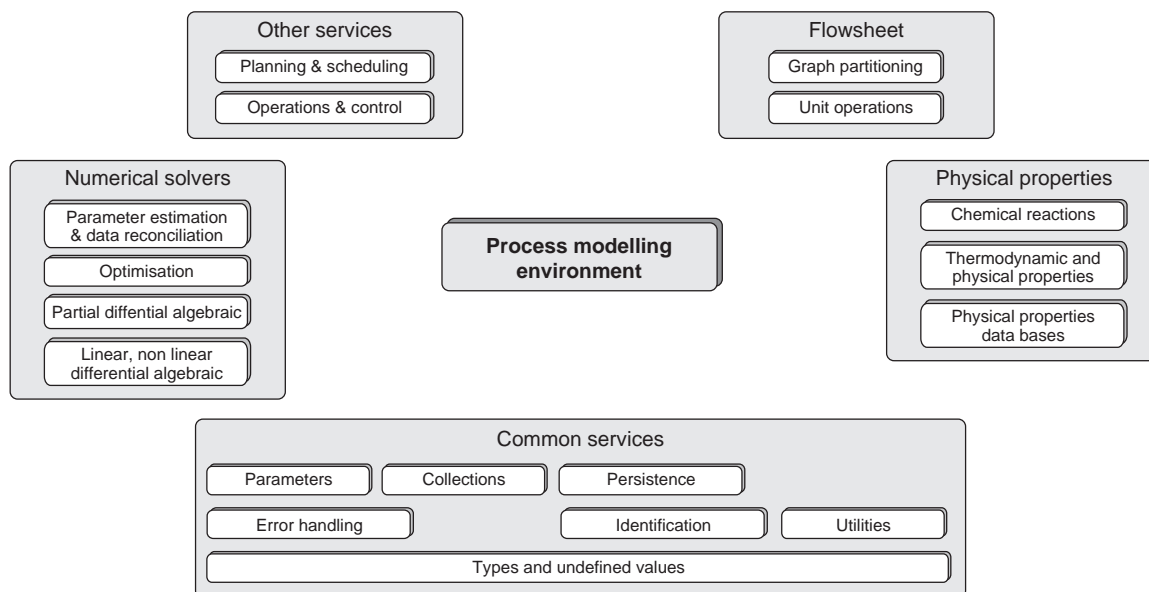 Other services
Planning & scheduling
Operations & control
Flowsheet
Graph partitioning
Unit operations
Numerical solvers
Parameter estimation
& data reconciliation
Optimisation
Partial diffential algebraic
Linear, non linear
differential algebraic
Process modelling
environment
Physical properties
Chemical reactions
Thermodynamic and
physical properties
Physical properties
data bases
Common services
Parameters
Collections
Persistence
Error handling
Identification
Utilities
Types and undefined values